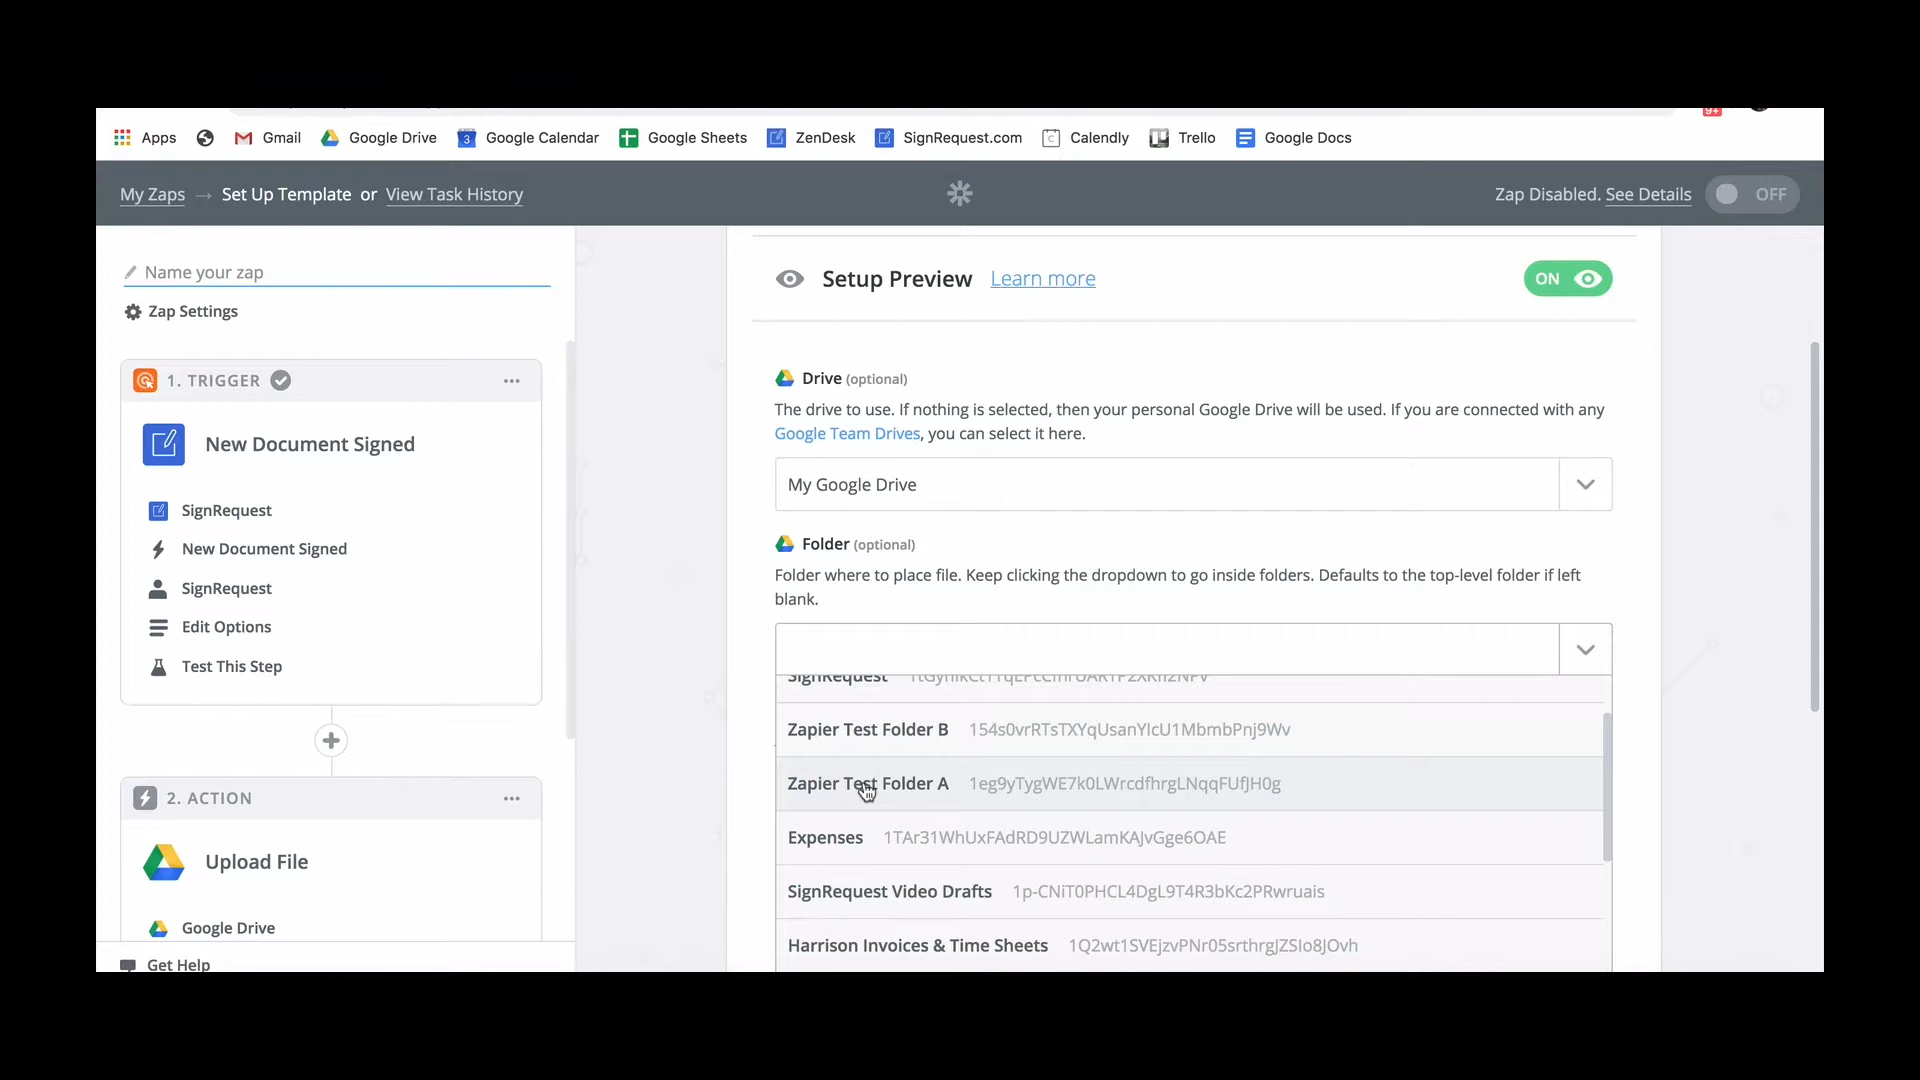 9+
Apps
Gmail
Google Drive
3
Google Calendar
Google Sheets
ZenDesk
SignRequest.com
C
Calendly
Trello
Google Docs
My Zaps → Set Up Template or View Task History
Zap Disabled. See Details
OFF
Name your zap
Zap Settings
1. TRIGGER
New Document Signed
SignRequest
New Document Signed
SignRequest
Edit Options
Test This Step
2. ACTION
Upload File
Google Drive
Get Help
Setup Preview Learn more
ON
Drive (optional)
The drive to use. If nothing is selected, then your personal Google Drive will be used. If you are connected with any
Google Team Drives, you can select it here.
My Google Drive
Folder (optional)
Folder where to place file. Keep clicking the dropdown to go inside folders. Defaults to the top-level folder if left
blank.
SignRequest
Zapier Test Folder B 154s0vrRTsTXYqUsanYIcU1MbmbPnj9Wv
Zapier Test Folder A 1eg9yTygWE7k0LWrcdfhrgLNqqFUfJH0g
Expenses 1TAr31WhUxFAdRD9UZWLamKAJvGge6OAE
SignRequest Video Drafts 1p-CNiT0PHCL4DgL9T4R3bKc2PRwruais
Harrison Invoices & Time Sheets 1Q2wt1SVEjzvPNr05srthrgJZSIo8JOvh